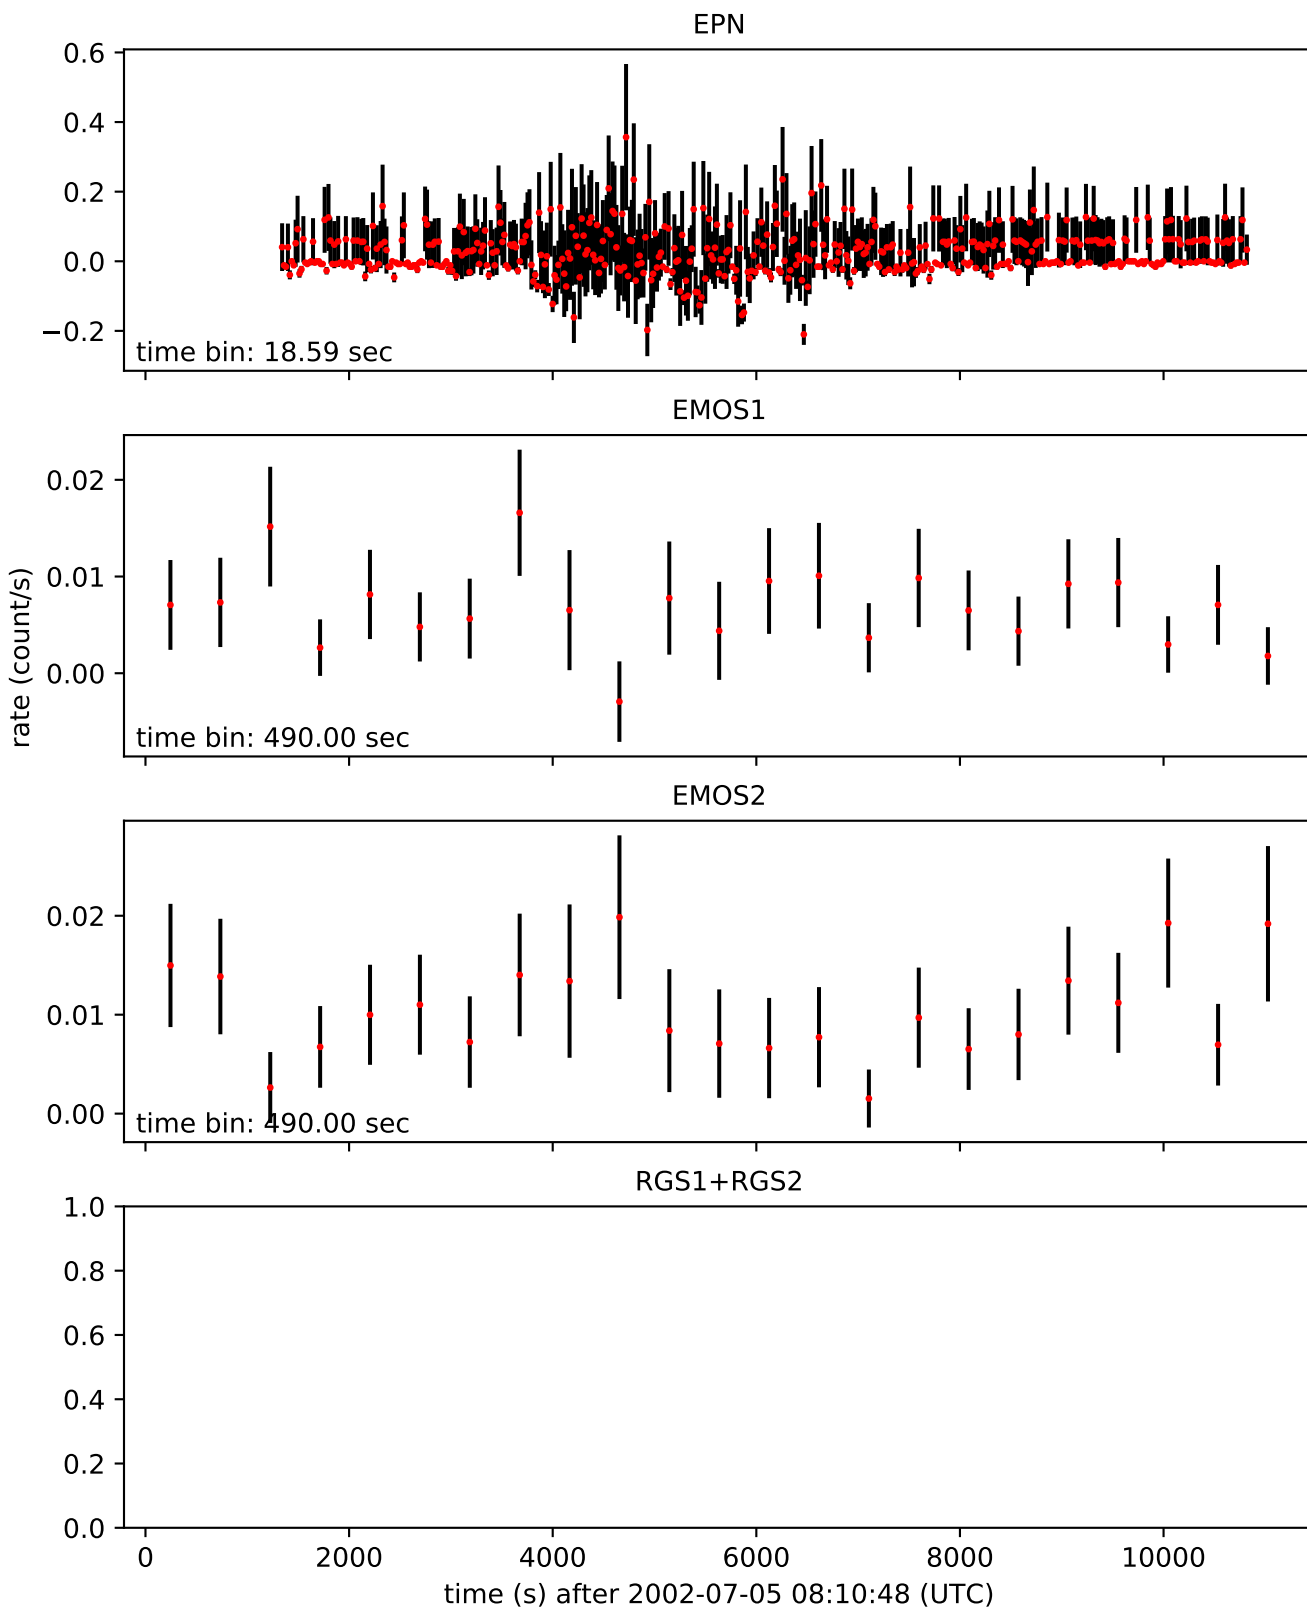 EPN
0.6
0.4
0.2
0.0
−0.2
time bin: 18.59 sec
EMOS1
0.02
0.01
0.00
time bin: 490.00 sec
rate (count/s)
EMOS2
0.02
0.01
0.00
time bin: 490.00 sec
RGS1+RGS2
1.0
0.8
0.6
0.4
0.2
0.0
0 2000 4000 6000 8000 10000
time (s) after 2002-07-05 08:10:48 (UTC)